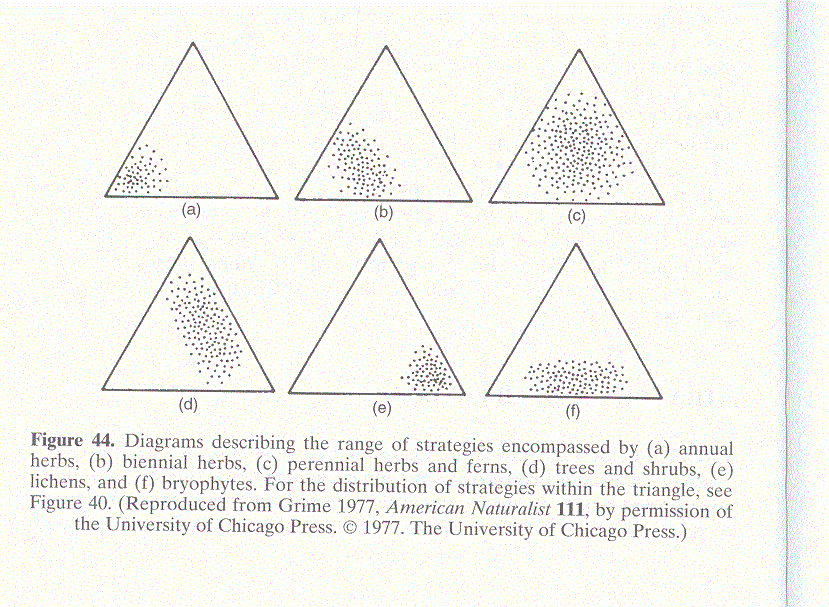 (a)
(b)
(c)
(d)
(e)
(f)
Figure 44. Diagrams describing the range of strategies encompassed by (a) annual
herbs, (b) biennial herbs, (c) perennial herbs and ferns, (d) trees and shrubs, (e)
lichens, and (f) bryophytes. For the distribution of strategies within the triangle, see
Figure 40. (Reproduced from Grime 1977, American Naturalist 111, by permission of
the University of Chicago Press. © 1977. The University of Chicago Press.)